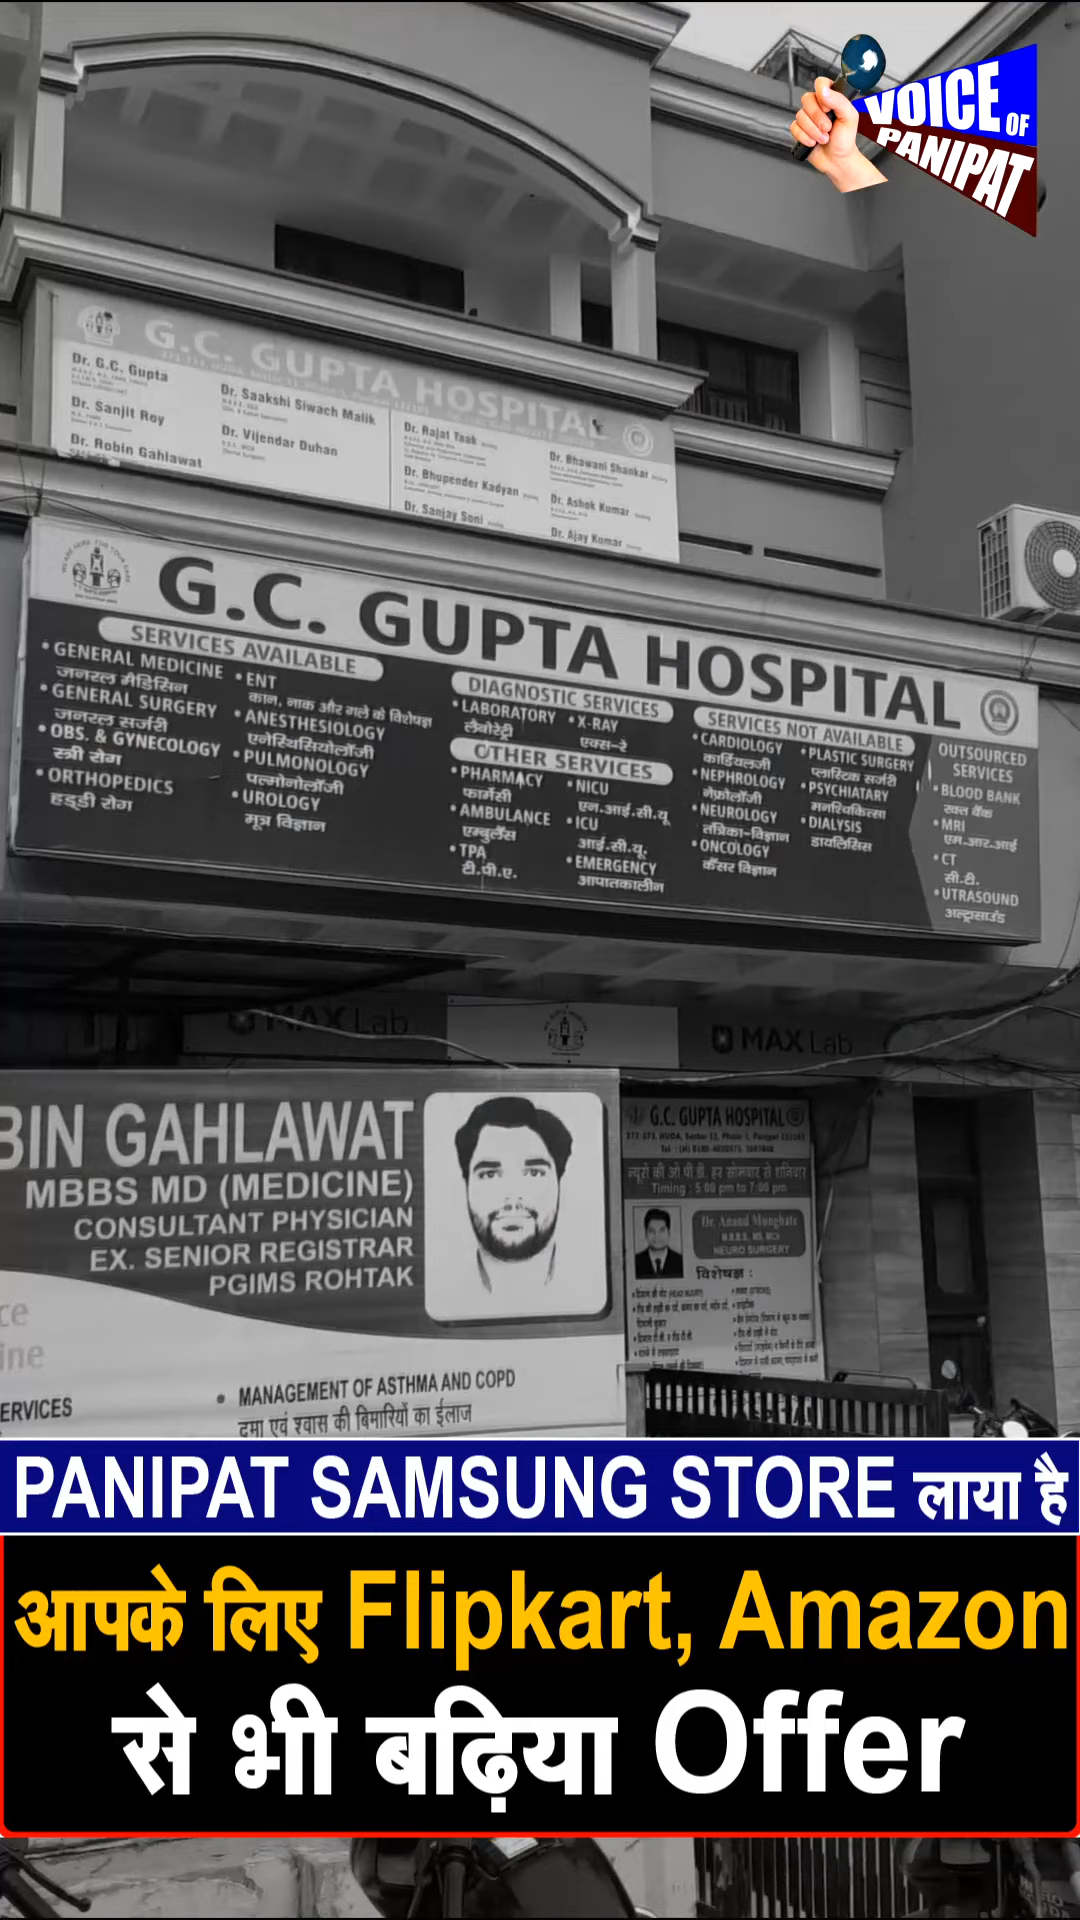 VOICE OF
PANIPAT
G.C. GUPTA HOSPITAL
Dr. G.C. Gupta
Dr. Sanjit Roy
Dr. Robin Gahlawat
Dr. Saakshi Siwach Malik
Dr. Vijendar Duhan
Dr. Rajat Taak
Dr. Bhupender Kadyan
Dr. Sanjay Soni
Dr. Bhawani Shankar
Dr. Ashok Kumar
Dr. Ajay Kumar
G.C. GUPTA HOSPITAL
SERVICES AVAILABLE
• GENERAL MEDICINE
जनरल मैडिसिन
• GENERAL SURGERY
जनरल सर्जरी
• OBS. & GYNECOLOGY
स्त्री रोग
• ORTHOPEDICS
हड्डी रोग
• ENT
कान, नाक और गले के विशेषज्ञ
• ANESTHESIOLOGY
एनेस्थिसियोलॉजी
• PULMONOLOGY
पल्मोनोलॉजी
• UROLOGY
मूत्र विज्ञान
DIAGNOSTIC SERVICES
• LABORATORY
लैबोरेट्री
• X-RAY
एक्स-रे
OTHER SERVICES
• PHARMACY
फार्मेसी
• AMBULANCE
एम्बुलैंस
• TPA
टी.पी.ए.
• NICU
एन.आई.सी.यू
• ICU
आई.सी.यू.
• EMERGENCY
आपातकालीन
SERVICES NOT AVAILABLE
• CARDIOLOGY
कार्डियलजी
• NEPHROLOGY
नेफ्रोलॉजी
• NEUROLOGY
तंत्रिका-विज्ञान
• ONCOLOGY
कैंसर विज्ञान
• PLASTIC SURGERY
प्लास्टिक सर्जरी
• PSYCHIATARY
मनश्चिकित्सा
• DIALYSIS
डायलिसिस
OUTSOURCED
SERVICES
• BLOOD BANK
रक्त बैंक
• MRI
एम.आर.आई
• CT
सी.टी.
• UTRASOUND
अल्ट्रासाउंड
MAX Lab
MAX Lab
BIN GAHLAWAT
MBBS MD (MEDICINE)
CONSULTANT PHYSICIAN
EX. SENIOR REGISTRAR
PGIMS ROHTAK
ce
ine
ERVICES
• MANAGEMENT OF ASTHMA AND COPD
दमा एवं श्वास की बिमारियों का ईलाज
G.C. GUPTA HOSPITAL
न्यूरो की ओ पी डी. हर सोमवार से शनिवार
Timing : 5:00 pm to 7:00 pm
Dr. Anand Munghate
NEURO SURGERY
विशेषज्ञ :
PANIPAT SAMSUNG STORE लाया है
आपके लिए Flipkart, Amazon
से भी बढ़िया Offer